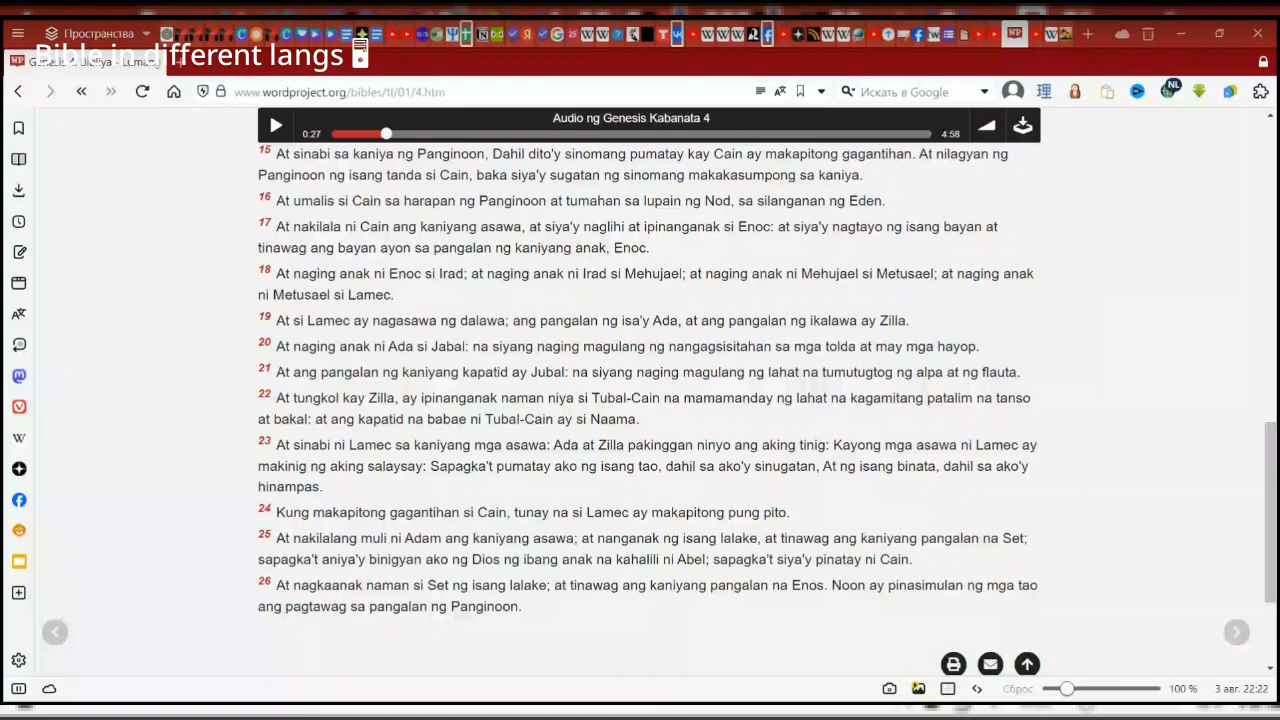 Пространства
Bible in different langs
www.wordproject.org/bibles/tl/01/4.htm
Искать в Google
NL
Audio ng Genesis Kabanata 4
0:27
4:58
15 At sinabi sa kaniya ng Panginoon, Dahil dito'y sinomang pumatay kay Cain ay makapitong gagantihan. At nilagyan ng
Panginoon ng isang tanda si Cain, baka siya'y sugatan ng sinomang makakasumpong sa kaniya.
16 At umalis si Cain sa harapan ng Panginoon at tumahan sa lupain ng Nod, sa silanganan ng Eden.
17 At nakilala ni Cain ang kaniyang asawa, at siya'y naglihi at ipinanganak si Enoc: at siya'y nagtayo ng isang bayan at
tinawag ang bayan ayon sa pangalan ng kaniyang anak, Enoc.
18 At naging anak ni Enoc si Irad; at naging anak ni Irad si Mehujael; at naging anak ni Mehujael si Metusael; at naging anak
ni Metusael si Lamec.
19 At si Lamec ay nagasawa ng dalawa; ang pangalan ng isa'y Ada, at ang pangalan ng ikalawa ay Zilla.
20 At naging anak ni Ada si Jabal: na siyang naging magulang ng nangagsisitahan sa mga tolda at may mga hayop.
21 At ang pangalan ng kaniyang kapatid ay Jubal: na siyang naging magulang ng lahat na tumutugtog ng alpa at ng flauta.
22 At tungkol kay Zilla, ay ipinanganak naman niya si Tubal-Cain na mamamanday ng lahat na kagamitang patalim na tanso
at bakal: at ang kapatid na babae ni Tubal-Cain ay si Naama.
23 At sinabi ni Lamec sa kaniyang mga asawa: Ada at Zilla pakinggan ninyo ang aking tinig: Kayong mga asawa ni Lamec ay
makinig ng aking salaysay: Sapagka't pumatay ako ng isang tao, dahil sa ako'y sinugatan, At ng isang binata, dahil sa ako'y
hinampas.
24 Kung makapitong gagantihan si Cain, tunay na si Lamec ay makapitong pung pito.
25 At nakilalang muli ni Adam ang kaniyang asawa; at nanganak ng isang lalake, at tinawag ang kaniyang pangalan na Set;
sapagka't aniya'y binigyan ako ng Dios ng ibang anak na kahalili ni Abel; sapagka't siya'y pinatay ni Cain.
26 At nagkaanak naman si Set ng isang lalake; at tinawag ang kaniyang pangalan na Enos. Noon ay pinasimulan ng mga tao
ang pagtawag sa pangalan ng Panginoon.
Сброс
100 %
3 авг. 22:22